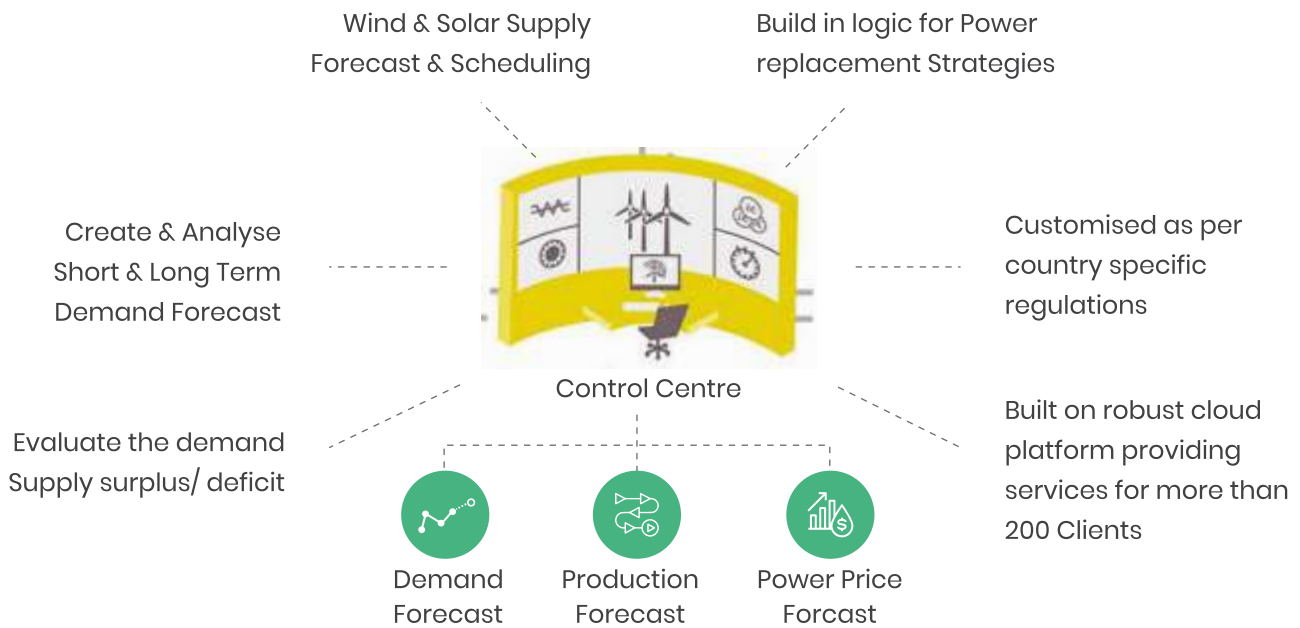 Wind & Solar Supply
Forecast & Scheduling
Build in logic for Power
replacement Strategies
Create & Analyse
Short & Long Term
Demand Forecast
Customised as per
country specific
regulations
Control Centre
Evaluate the demand
Supply surplus/ deficit
Built on robust cloud
platform providing
services for more than
200 Clients
Demand
Forecast
Production
Forecast
Power Price
Forcast